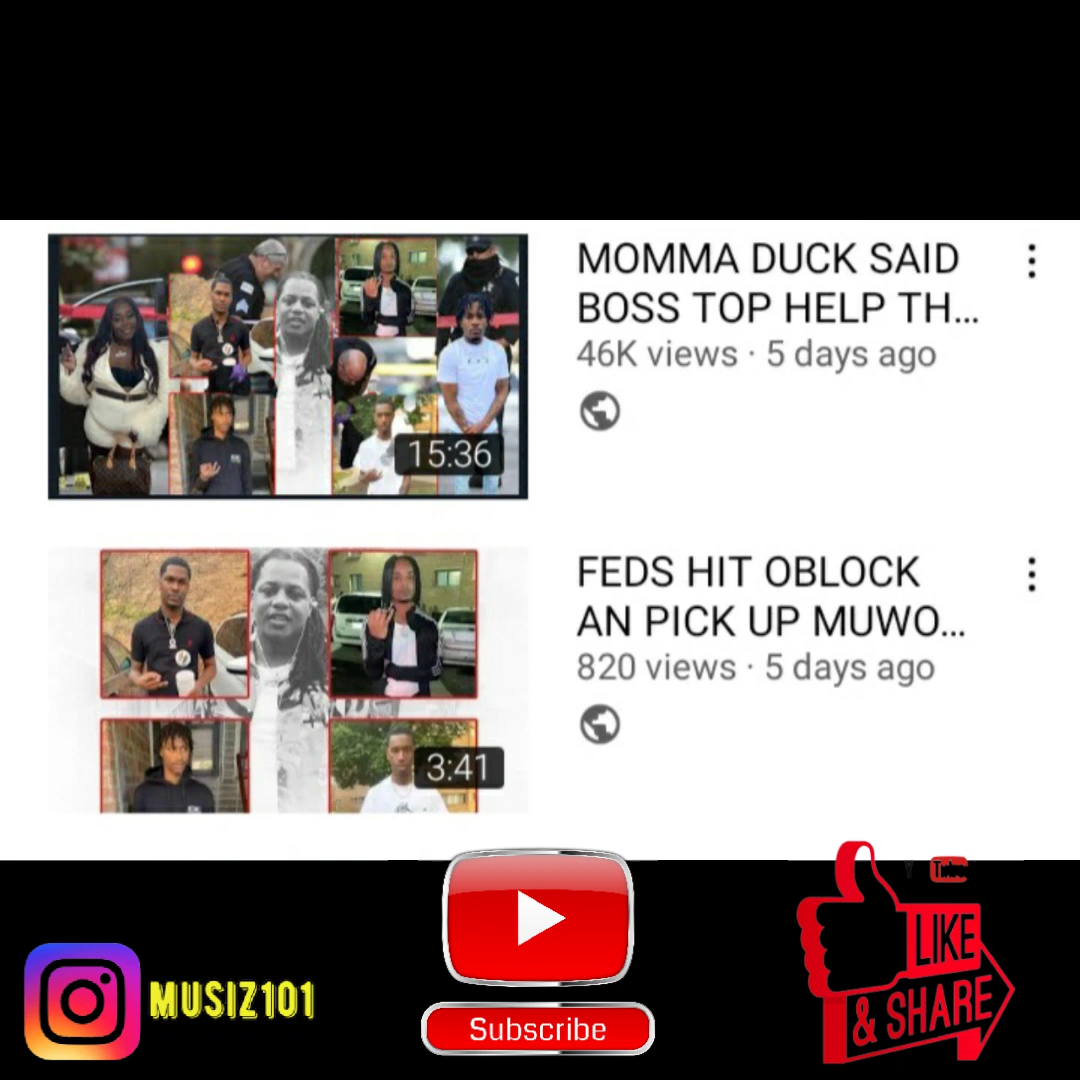 MOMMA DUCK SAID
BOSS TOP HELP TH...
46K views · 5 days ago
15:36
FEDS HIT OBLOCK
AN PICK UP MUWO...
820 views · 5 days ago
3:41
MUSIZ101
Subscribe
LIKE
& SHARE